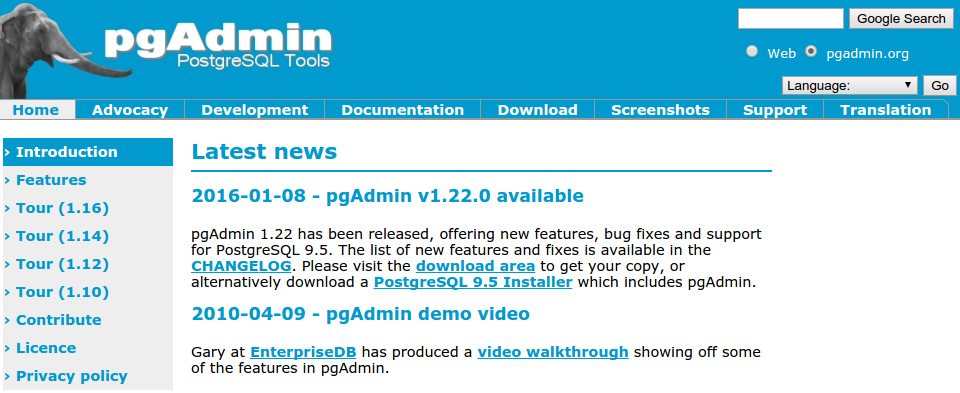 pgAdmin
PostgreSQL Tools
Google Search
Web pgadmin.org
Language: Go
Home Advocacy Development Documentation Download Screenshots Support Translation
› Introduction
› Features
› Tour (1.16)
› Tour (1.14)
› Tour (1.12)
› Tour (1.10)
› Contribute
› Licence
› Privacy policy
Latest news
2016-01-08 - pgAdmin v1.22.0 available
pgAdmin 1.22 has been released, offering new features, bug fixes and support
for PostgreSQL 9.5. The list of new features and fixes is available in the
CHANGELOG. Please visit the download area to get your copy, or
alternatively download a PostgreSQL 9.5 Installer which includes pgAdmin.
2010-04-09 - pgAdmin demo video
Gary at EnterpriseDB has produced a video walkthrough showing off some
of the features in pgAdmin.